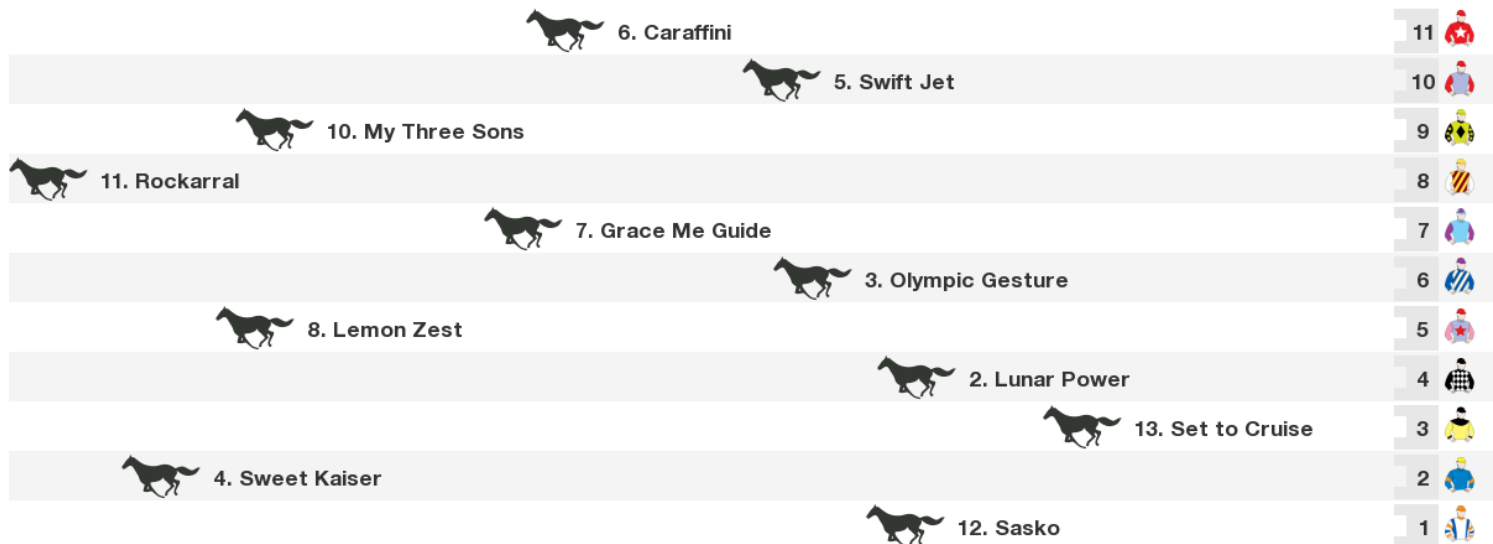 6. Caraffini 11
5. Swift Jet 10
10. My Three Sons 9
11. Rockarral 8
7. Grace Me Guide 7
3. Olympic Gesture 6
8. Lemon Zest 5
2. Lunar Power 4
13. Set to Cruise 3
4. Sweet Kaiser 2
12. Sasko 1